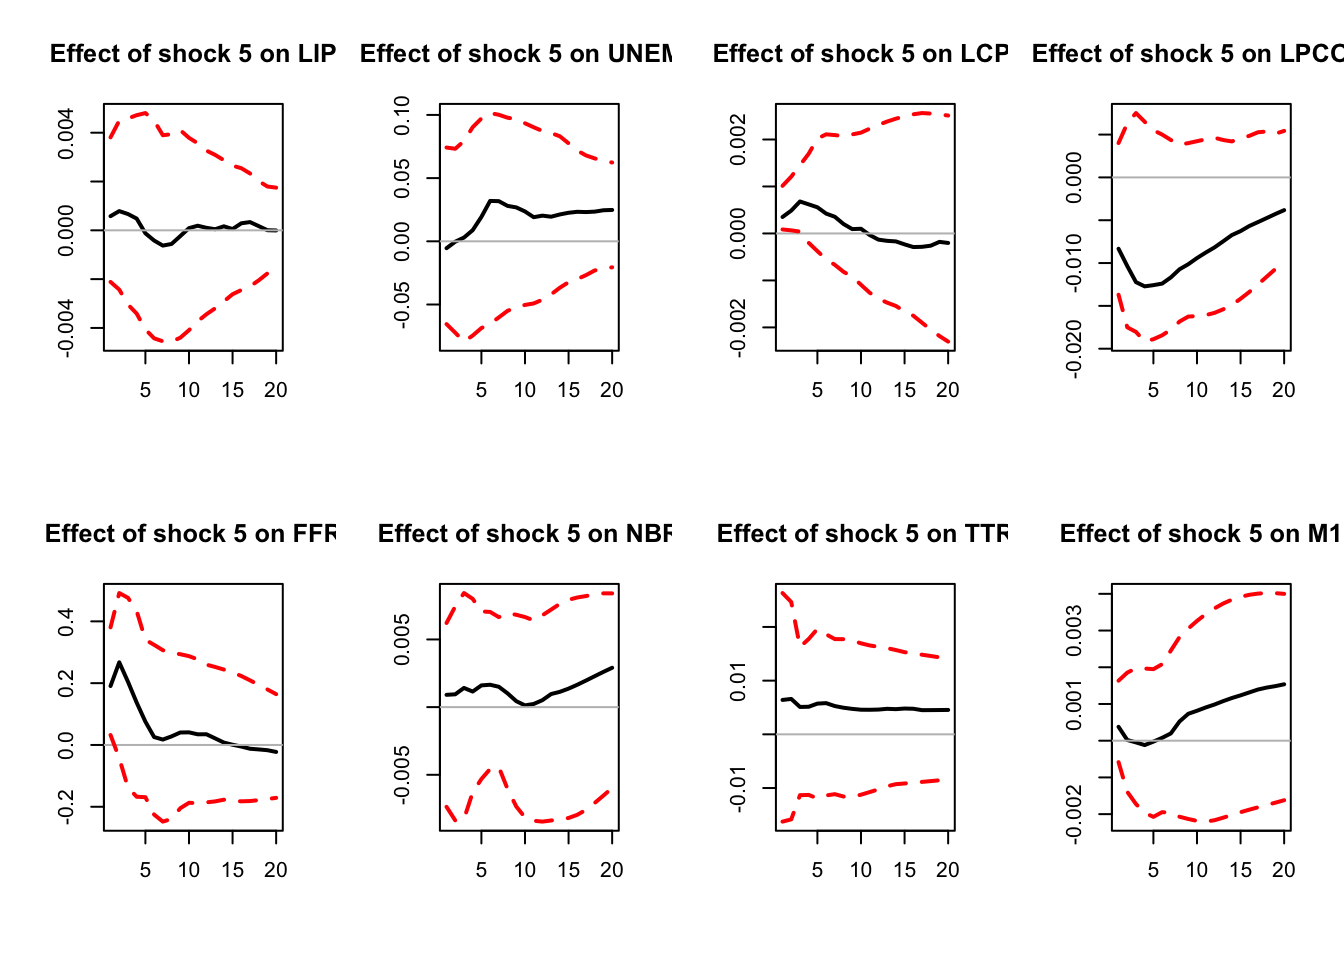 Effect of shock 5 on LIP
Effect of shock 5 on UNEM
Effect of shock 5 on LCP
Effect of shock 5 on LPCO
0.004
0.000
-0.004
5 10 15 20
0.10
0.05
0.00
-0.05
5 10 15 20
0.002
0.000
-0.002
5 10 15 20
0.000
-0.010
-0.020
5 10 15 20
Effect of shock 5 on FFR
Effect of shock 5 on NBR
Effect of shock 5 on TTR
Effect of shock 5 on M1
0.4
0.2
0.0
-0.2
5 10 15 20
0.005
-0.005
5 10 15 20
0.01
-0.01
5 10 15 20
0.003
0.001
-0.002
5 10 15 20